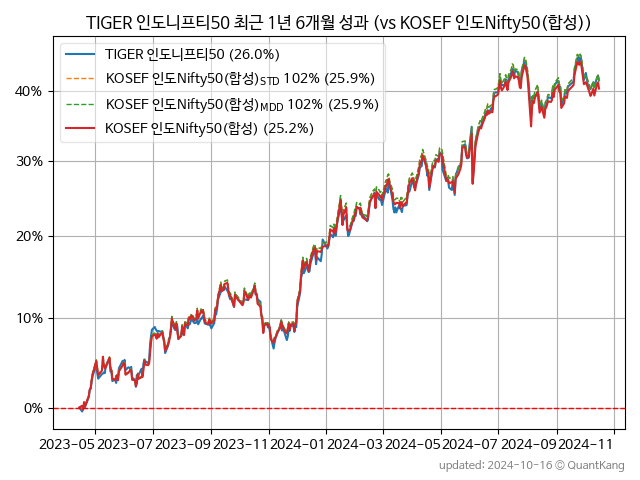 TIGER 인도니프티50 최근 1년 6개월 성과 (vs KOSEF 인도Nifty50(합성))
TIGER 인도니프티50 (26.0%)
KOSEF 인도Nifty50(합성)STD 102% (25.9%)
KOSEF 인도Nifty50(합성)MDD 102% (25.9%)
KOSEF 인도Nifty50(합성) (25.2%)
40%
30%
20%
10%
0%
2023-05 2023-07 2023-09 2023-11 2024-01 2024-03 2024-05 2024-07 2024-09 2024-11
updated: 2024-10-16 © QuantKang